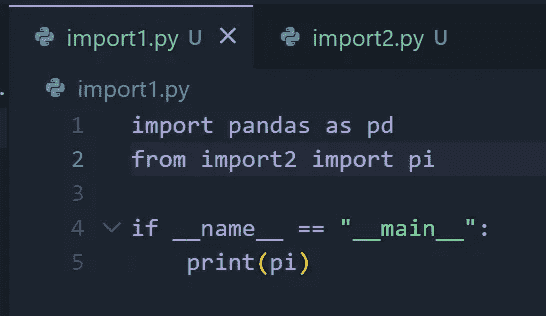 import1.py U × import2.py U
import1.py
1 import pandas as pd
2 from import2 import pi
3
4 if __name__ == "__main__":
5     print(pi)